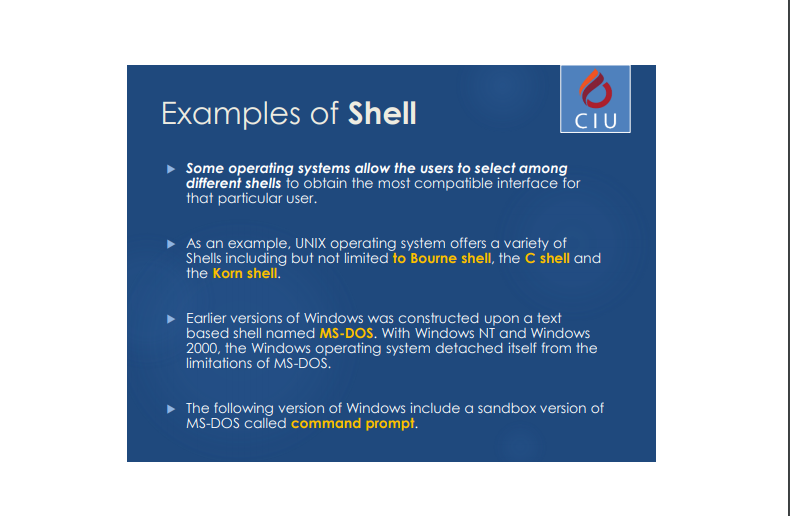 Examples of Shell
CIU
Some operating systems allow the users to select among
different shells to obtain the most compatible interface for
that particular user.
As an example, UNIX operating system offers a variety of
Shells including but not limited to Bourne shell, the C shell and
the Korn shell.
Earlier versions of Windows was constructed upon a text
based shell named MS-DOS. With Windows NT and Windows
2000, the Windows operating system detached itself from the
limitations of MS-DOS.
The following version of Windows include a sandbox version of
MS-DOS called command prompt.